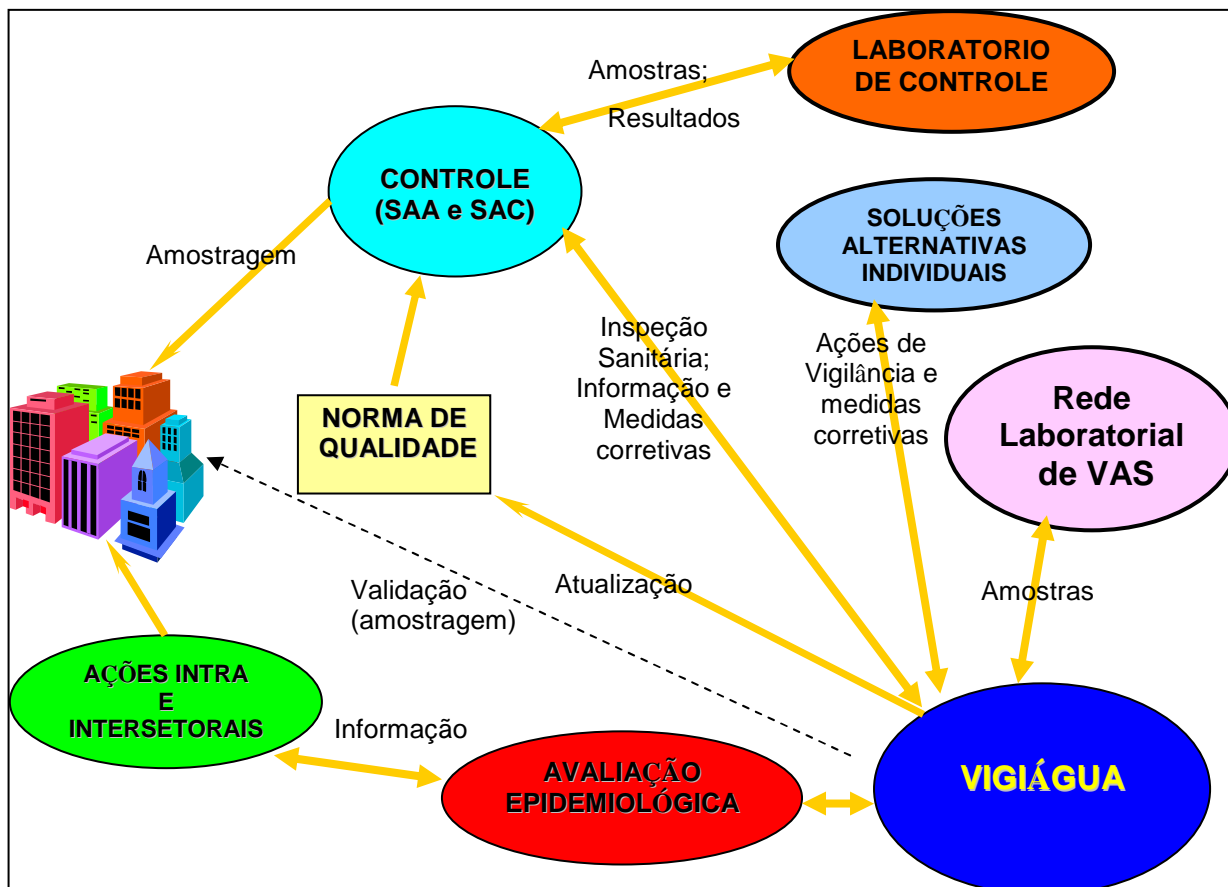 LABORATORIO
DE CONTROLE
Amostras;
Resultados
CONTROLE
(SAA e SAC)
SOLUÇÕES
ALTERNATIVAS
INDIVIDUAIS
Amostragem
Inspeção
Sanitária;
Informação e
Medidas
corretivas
Ações de
Vigilância e
medidas
corretivas
Rede
Laboratorial
de VAS
NORMA DE
QUALIDADE
Validação
(amostragem)
Atualização
Amostras
AÇÕES INTRA
E
INTERSETORAIS
Informação
AVALIAÇÃO
EPIDEMIOLÓGICA
VIGIÁGUA